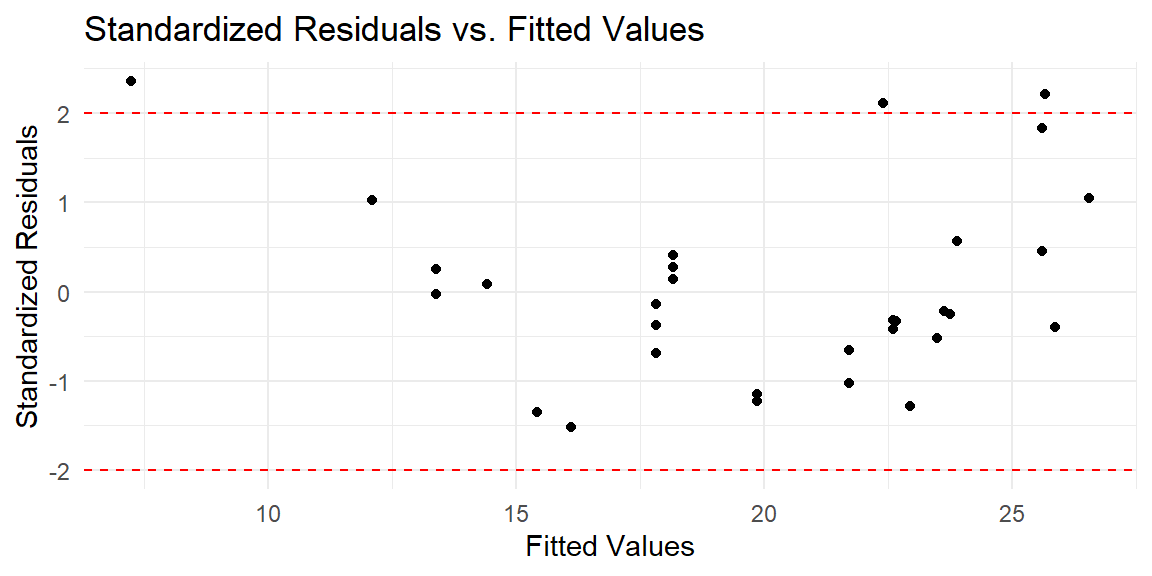 Standardized Residuals vs. Fitted Values
Standardized Residuals
2
1
0
-1
-2
10 15 20 25
Fitted Values